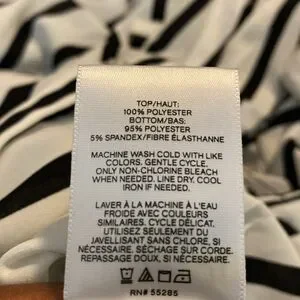 TOP/HAUT:
100% POLYESTER
BOTTOM/BAS:
95% POLYESTER
5% SPANDEX/FIBRE ÉLASTHANNE
MACHINE WASH COLD WITH LIKE
COLORS, GENTLE CYCLE.
ONLY NON-CHLORINE BLEACH
WHEN NEEDED. LINE DRY. COOL
IRON IF NEEDED.
LAVER À LA MACHINE À L'EAU
FROIDE AVEC COULEURS
SIMILAIRES. CYCLE DÉLICAT.
UTILISEZ SEULEMENT DU
JAVELLISANT SANS CHLORE, SI
NÉCESSAIRE. SÉCHAGE SUR CORDE.
REPASSAGE DOUX, SI NÉCESSAIRE.
RN# 55285